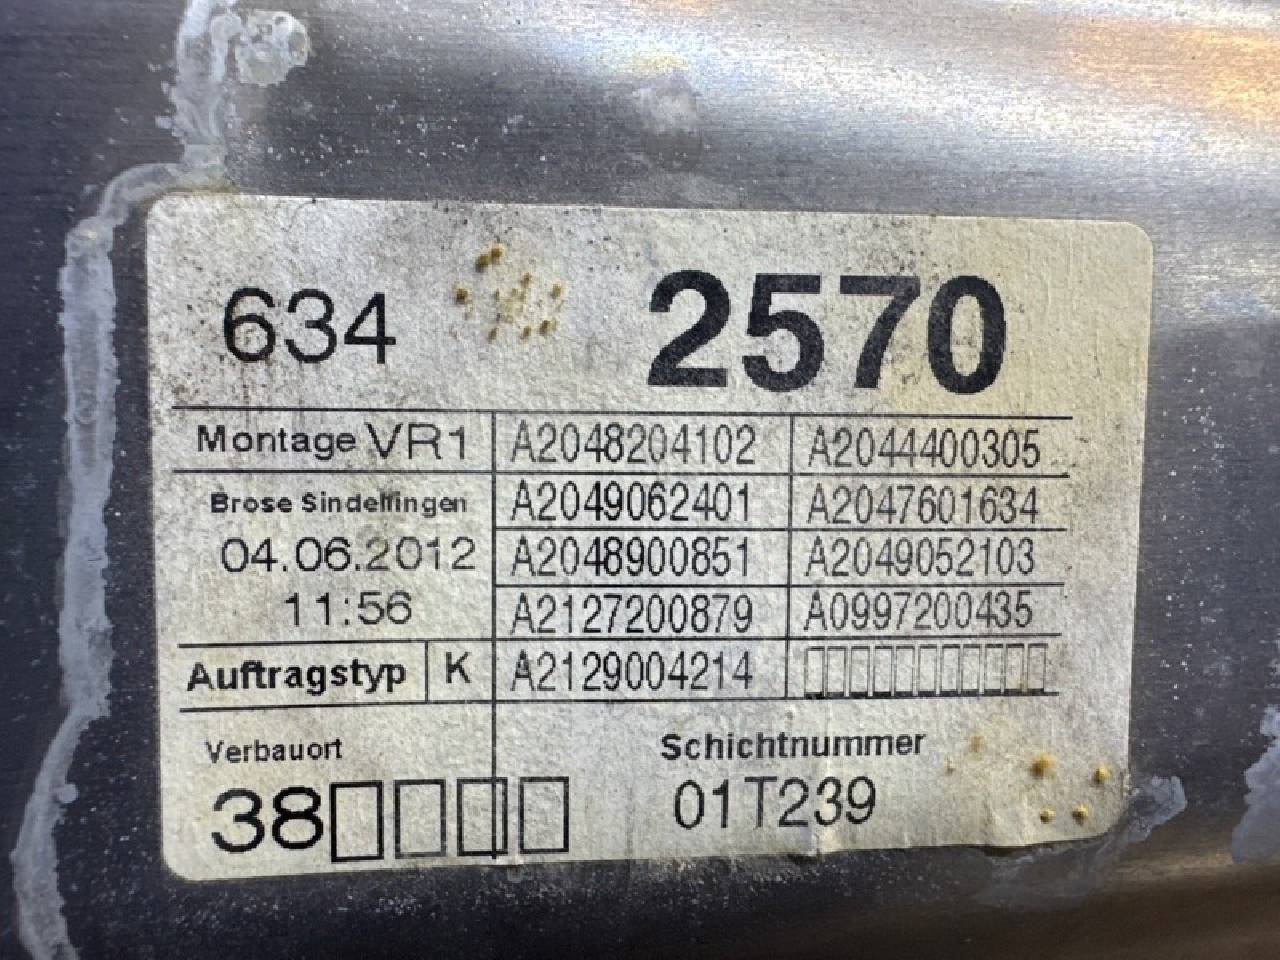 634 2570
Montage VR1 A2048204102 A2044400305
Brose Sindelfingen A2049062401 A2047601634
04.06.2012 A2048900851 A2049052103
11:56 A2127200879 A0997200435
Auftragstyp K A2129004214 ▯▯▯▯▯▯▯▯▯▯▯
Verbauort Schichtnummer
38▯▯▯▯ 01T239